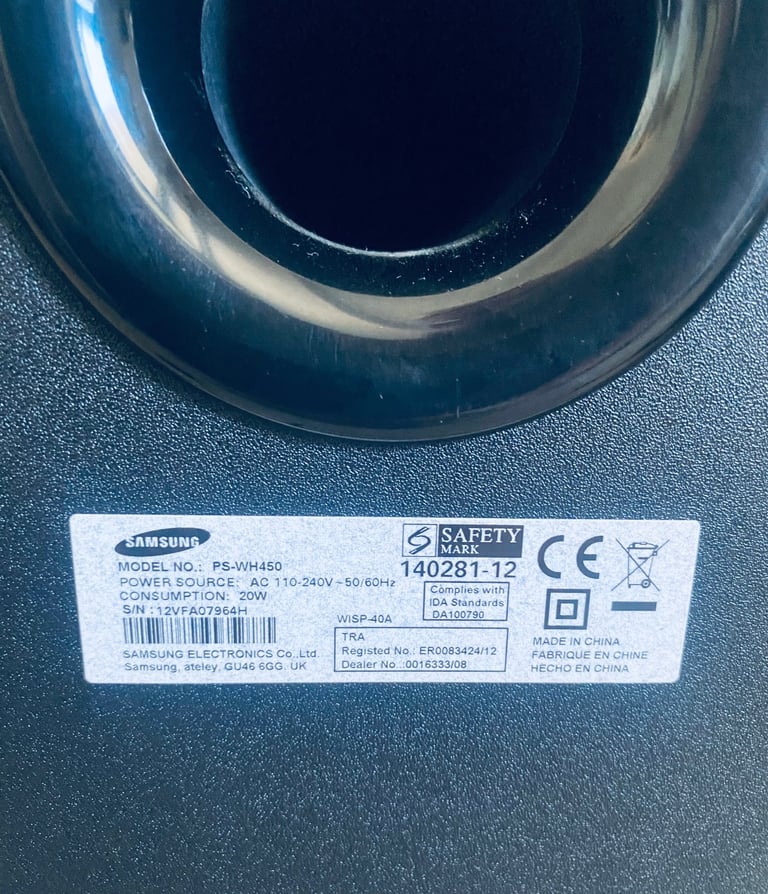 SAMSUNG
MODEL NO.: PS-WH450
POWER SOURCE: AC 110-240V~50/60Hz
CONSUMPTION: 20W
S/N :12VFA07964H
SAMSUNG ELECTRONICS Co.,Ltd.
Samsung, ateley, GU46 6GG. UK
SAFETY
MARK
140281-12
Complies with
IDA Standards
DA100790
WISP-40A
TRA
Registed No.: ER0083424/12
Dealer No.:0016333/08
CE
MADE IN CHINA
FABRIQUE EN CHINE
HECHO EN CHINA